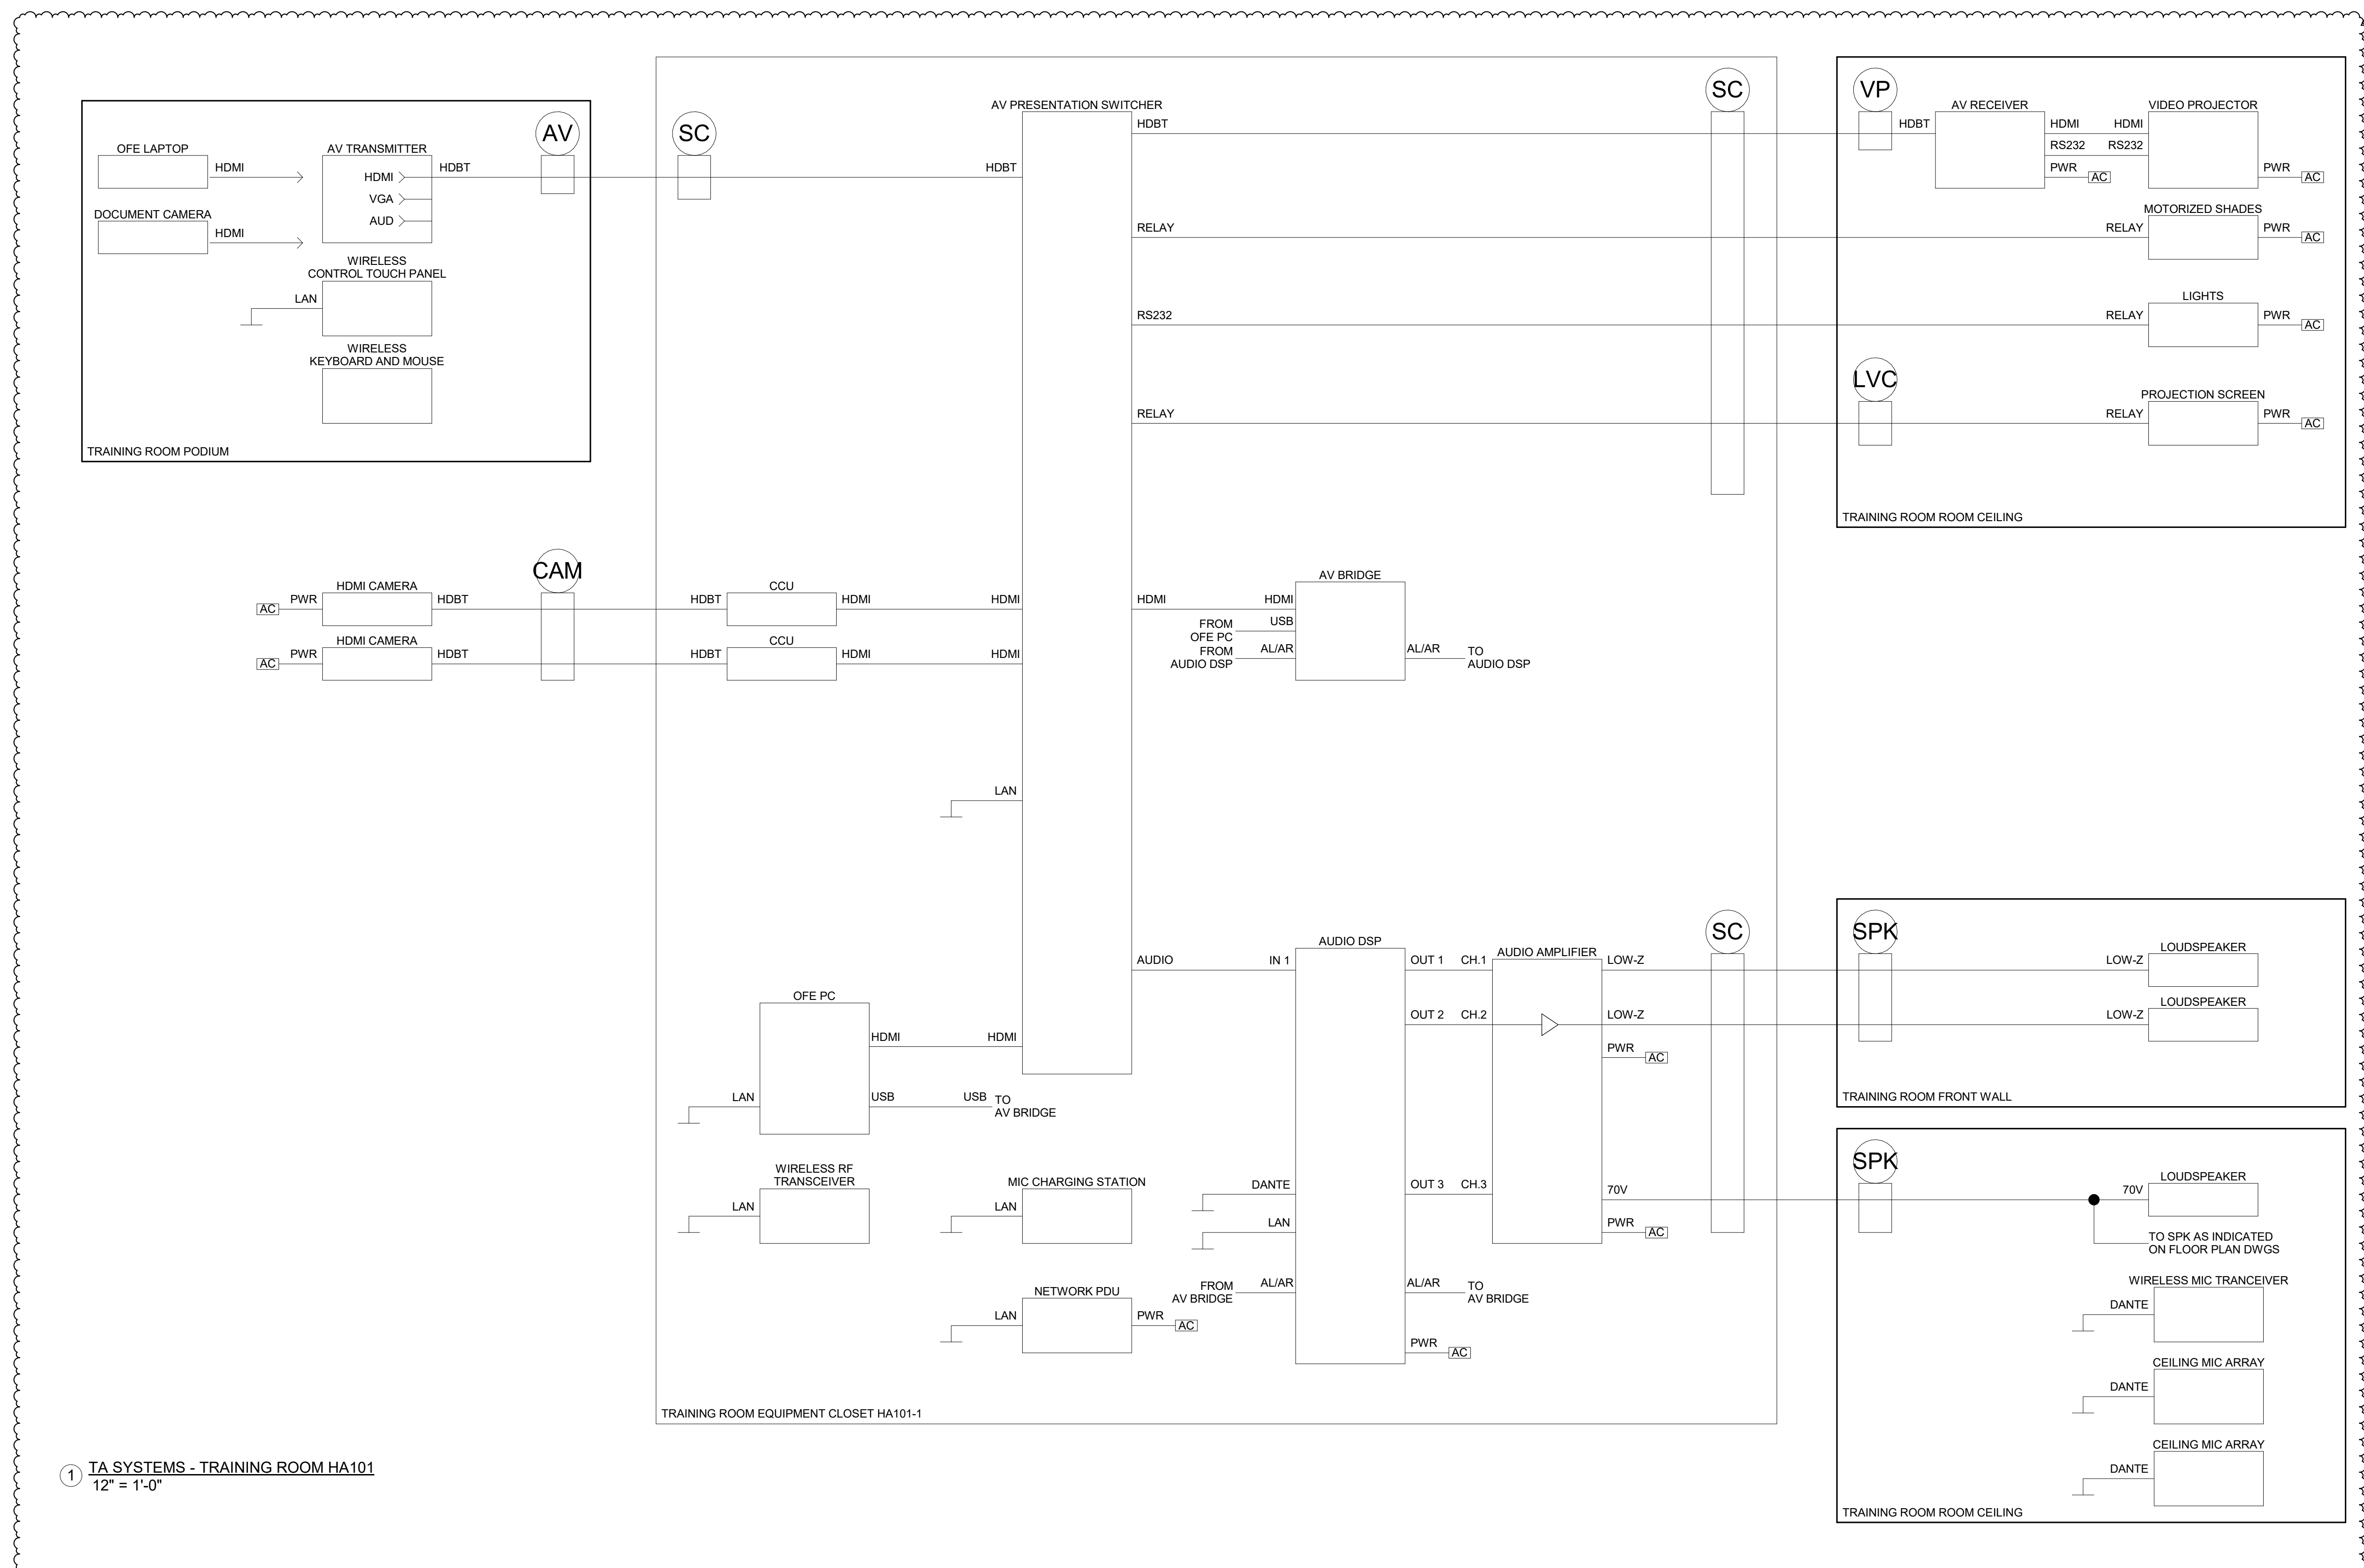 AV
OFE LAPTOP
HDMI
AV TRANSMITTER
HDMI
VGA
AUD
HDBT
DOCUMENT CAMERA
HDMI
WIRELESS
CONTROL TOUCH PANEL
LAN
WIRELESS
KEYBOARD AND MOUSE
TRAINING ROOM PODIUM
SC
AV PRESENTATION SWITCHER
HDBT
HDBT
RELAY
RS232
RELAY
SC
VP
HDBT
AV RECEIVER
HDMI
HDMI
RS232
RS232
PWR
AC
VIDEO PROJECTOR
PWR
AC
MOTORIZED SHADES
RELAY
PWR
AC
LIGHTS
RELAY
PWR
AC
LVC
PROJECTION SCREEN
RELAY
PWR
AC
TRAINING ROOM ROOM CEILING
CAM
AC
PWR
HDMI CAMERA
HDBT
HDBT
CCU
HDMI
HDMI
AC
PWR
HDMI CAMERA
HDBT
HDBT
CCU
HDMI
HDMI
HDMI
AV BRIDGE
HDMI
FROM
OFE PC
USB
FROM
AUDIO DSP
AL/AR
AL/AR
TO
AUDIO DSP
LAN
AUDIO
AUDIO DSP
IN 1
OUT 1
CH.1
AUDIO AMPLIFIER
LOW-Z
OUT 2
CH.2
LOW-Z
PWR
AC
SC
SPK
LOUDSPEAKER
LOW-Z
LOUDSPEAKER
LOW-Z
TRAINING ROOM FRONT WALL
OFE PC
HDMI
HDMI
LAN
USB
USB
TO
AV BRIDGE
WIRELESS RF
TRANSCEIVER
LAN
MIC CHARGING STATION
LAN
DANTE
LAN
OUT 3
CH.3
70V
PWR
AC
FROM
AV BRIDGE
AL/AR
AL/AR
TO
AV BRIDGE
NETWORK PDU
LAN
PWR
AC
PWR
AC
TRAINING ROOM EQUIPMENT CLOSET HA101-1
SPK
LOUDSPEAKER
70V
TO SPK AS INDICATED
ON FLOOR PLAN DWGS
WIRELESS MIC TRANCEIVER
DANTE
CEILING MIC ARRAY
DANTE
CEILING MIC ARRAY
DANTE
TRAINING ROOM ROOM CEILING
1
TA SYSTEMS - TRAINING ROOM HA101
12" = 1'-0"